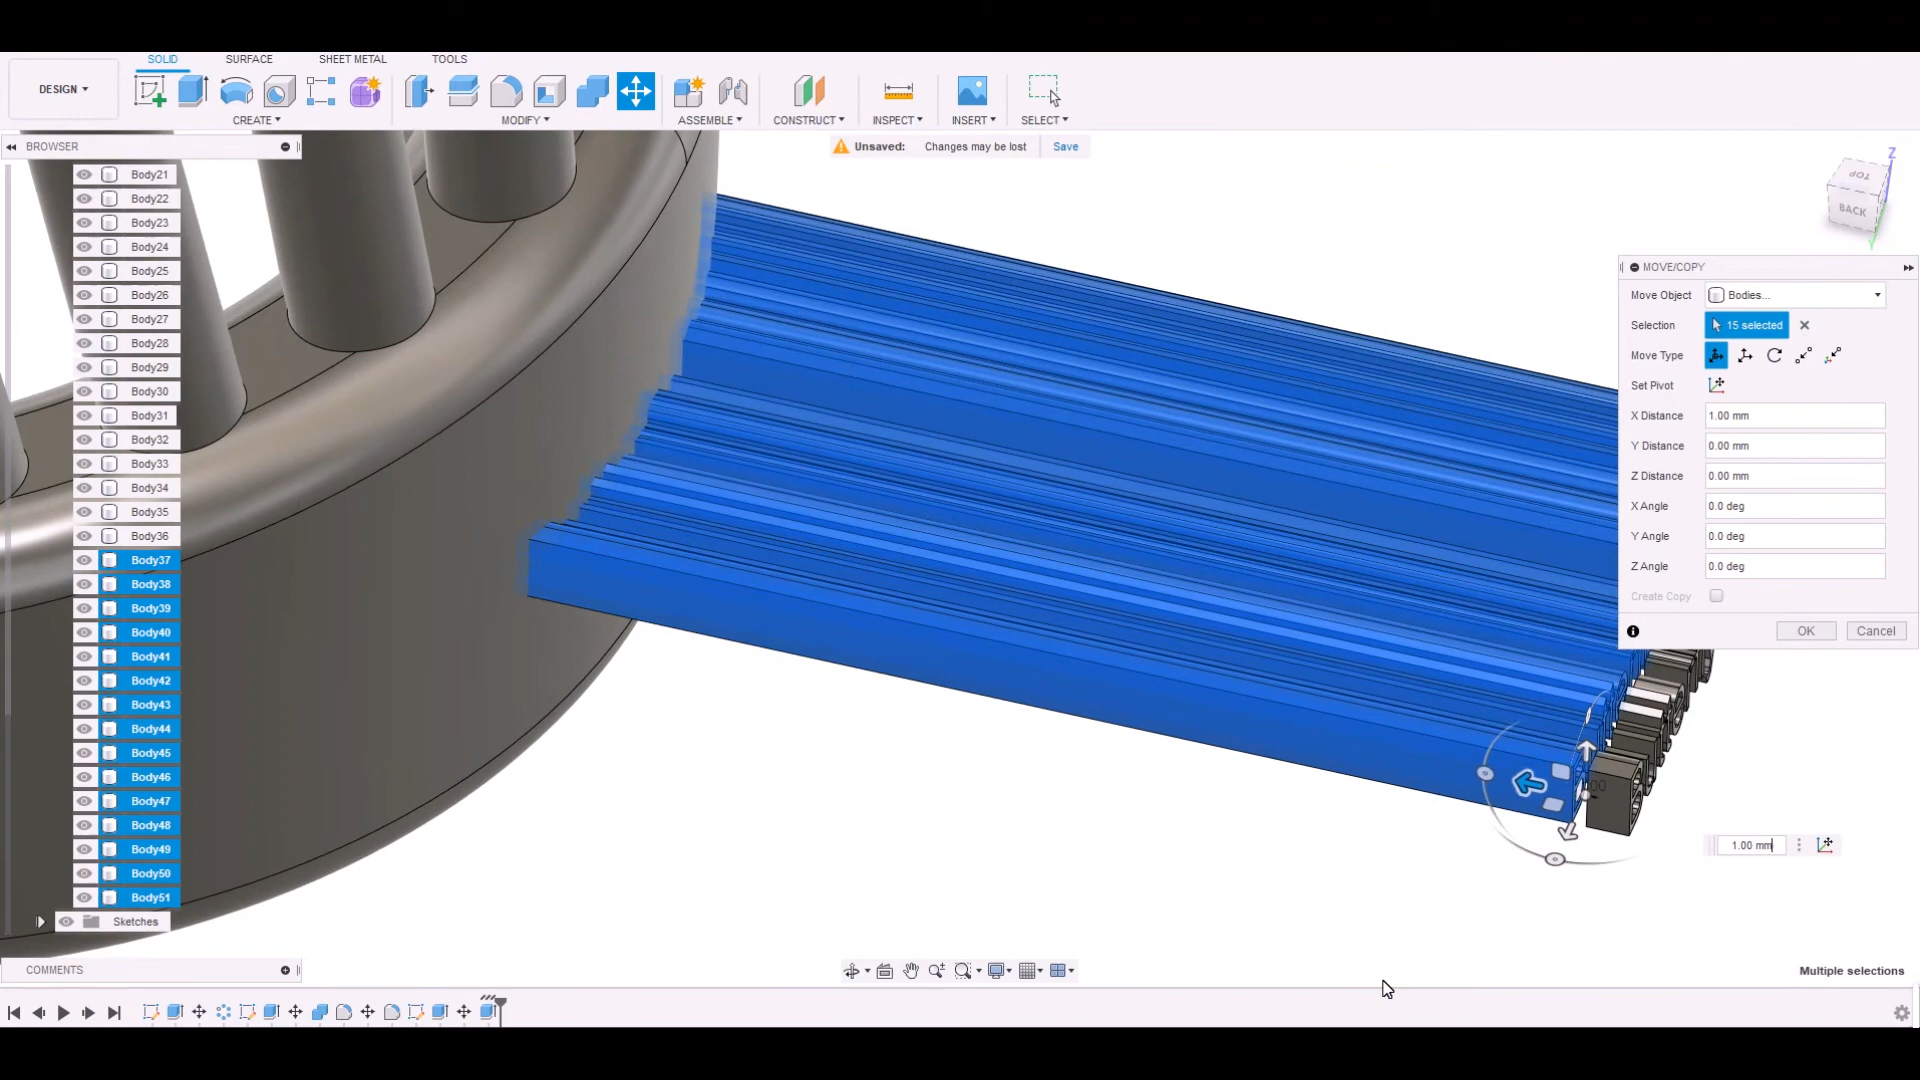 SOLID SURFACE SHEET METAL TOOLS
DESIGN
CREATE MODIFY ASSEMBLE CONSTRUCT INSPECT INSERT SELECT
BROWSER
Unsaved: Changes may be lost Save
Z
TOP
BACK
Y
Body21
Body22
Body23
Body24
Body25
Body26
Body27
Body28
Body29
Body30
Body31
Body32
Body33
Body34
Body35
Body36
Body37
Body38
Body39
Body40
Body41
Body42
Body43
Body44
Body45
Body46
Body47
Body48
Body49
Body50
Body51
Sketches
MOVE/COPY
Move Object Bodies...
Selection 15 selected
Move Type
Set Pivot
X Distance 1.00 mm
Y Distance 0.00 mm
Z Distance 0.00 mm
X Angle 0.0 deg
Y Angle 0.0 deg
Z Angle 0.0 deg
Create Copy
OK Cancel
1.00 mm
COMMENTS
Multiple selections